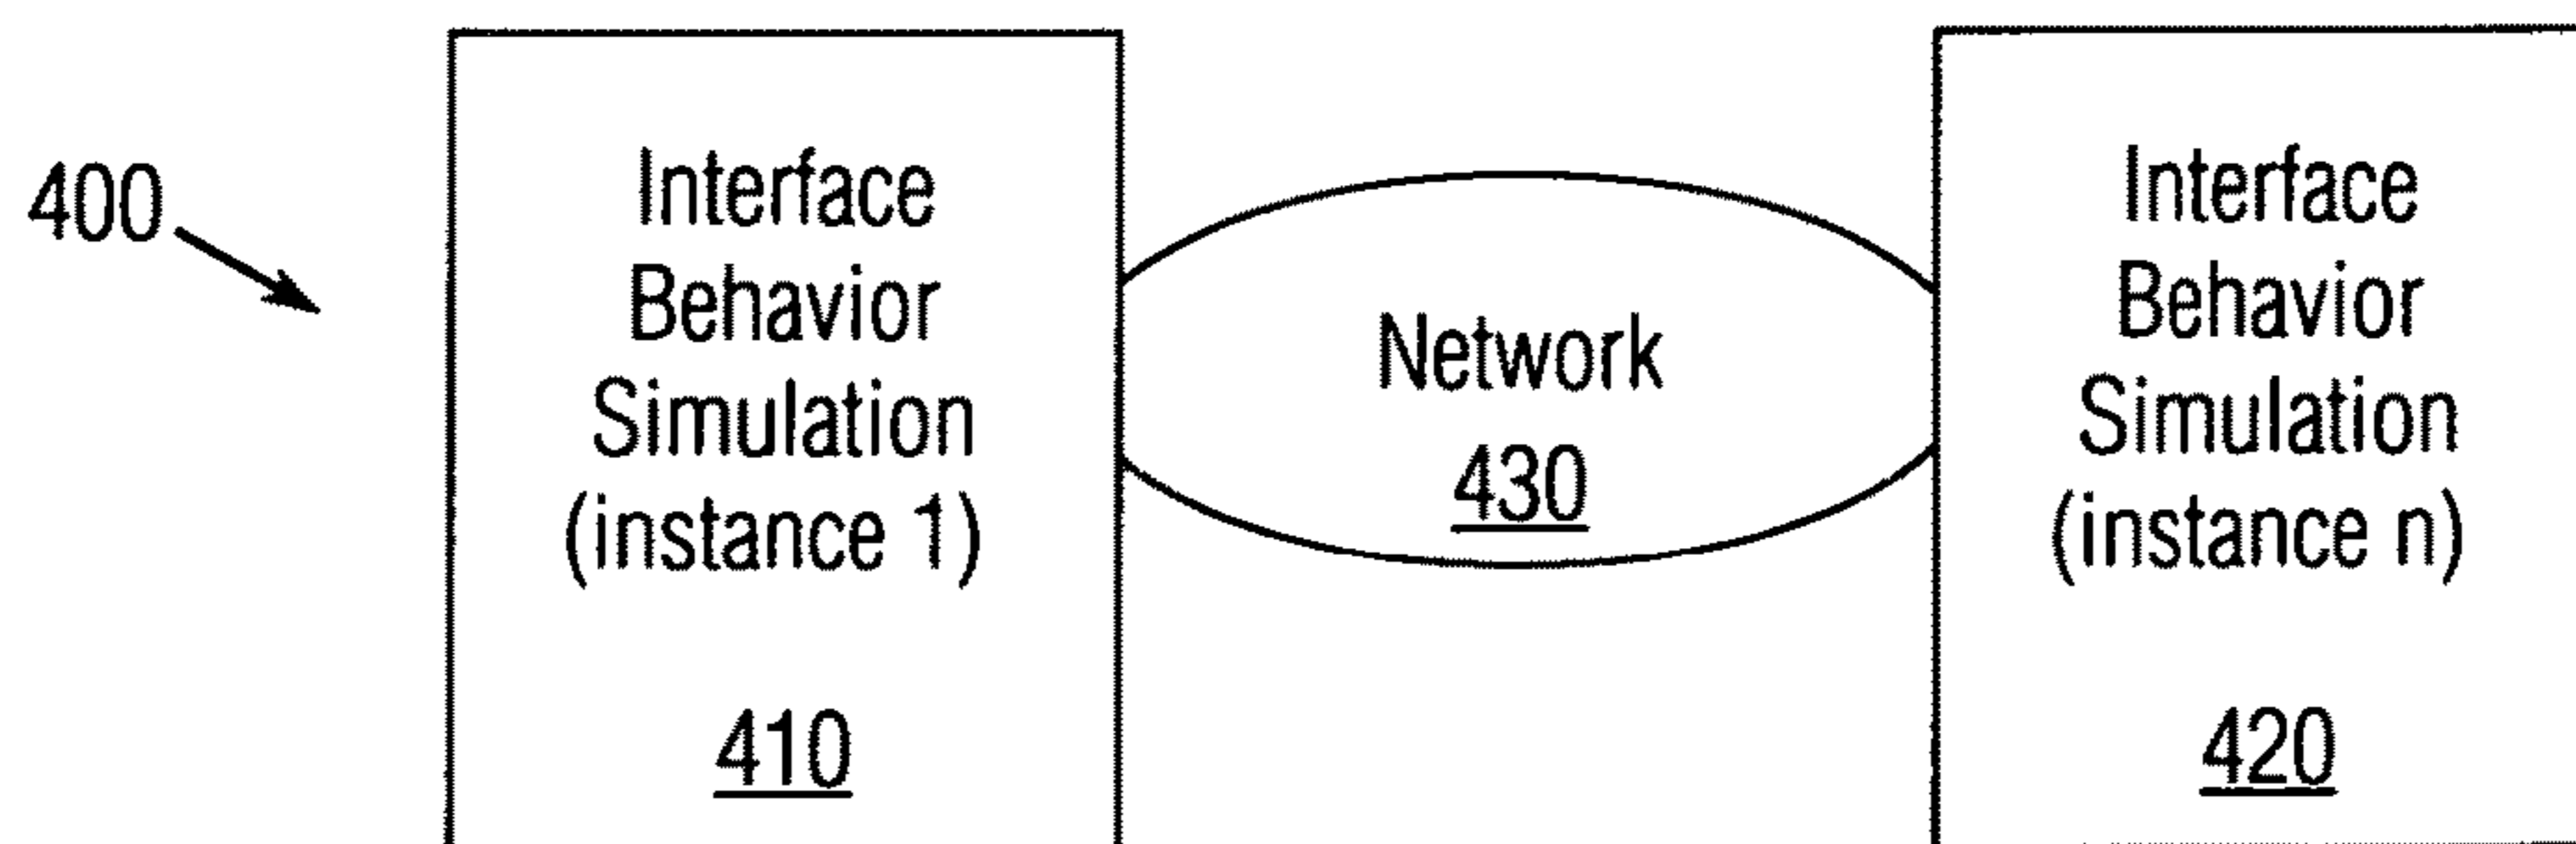 400
Interface
Behavior
Simulation
(instance 1)
410
Network
430
Interface
Behavior
Simulation
(instance n)
420